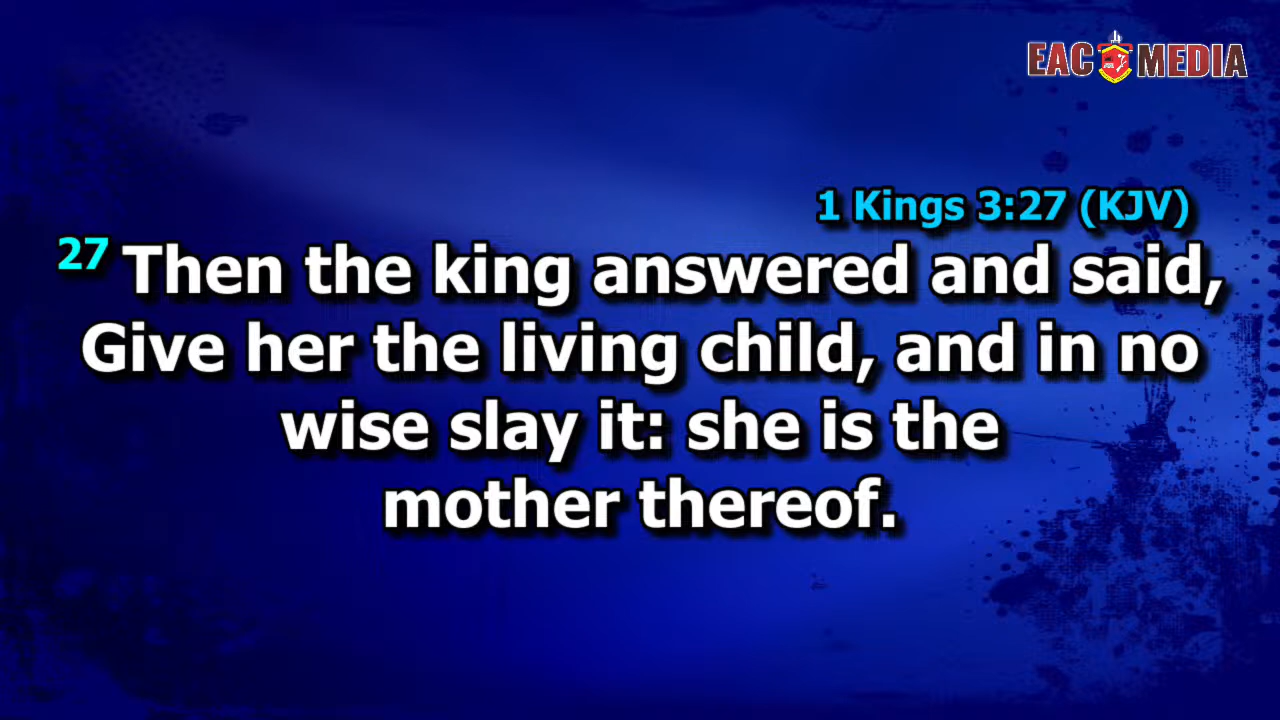 EAC MEDIA
1 Kings 3:27 (KJV)
27 Then the king answered and said,
Give her the living child, and in no
wise slay it: she is the
mother thereof.